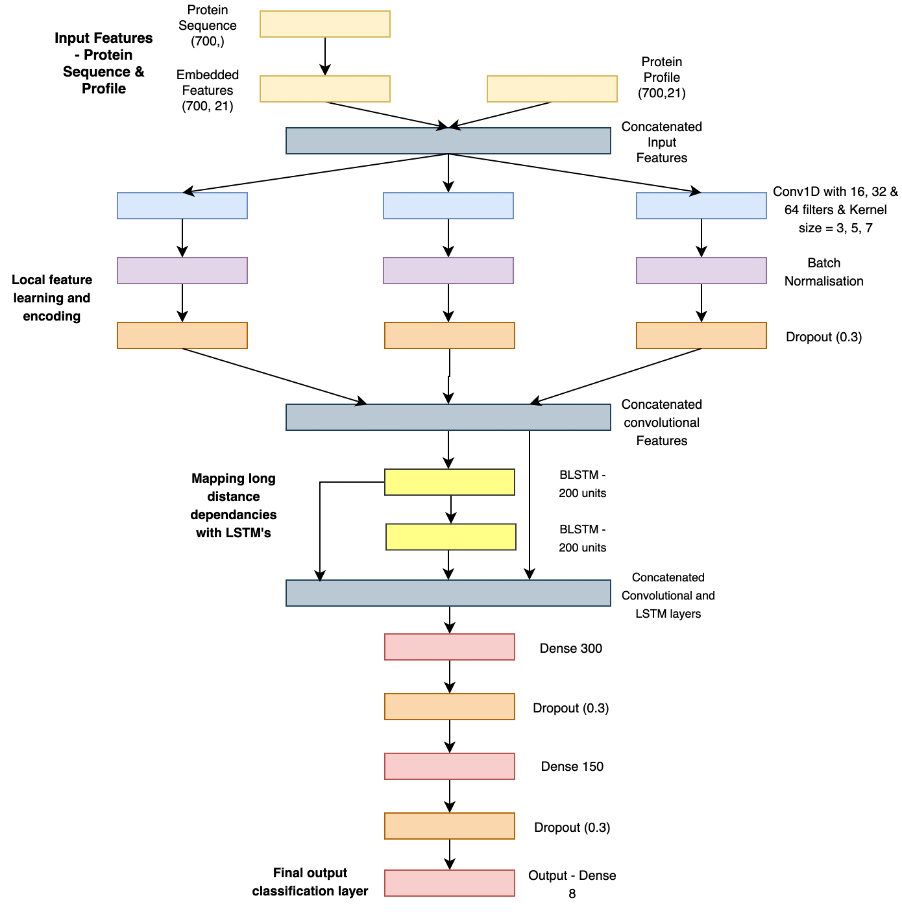 Protein
Sequence
(700,)
Input Features
- Protein
Sequence &
Profile
Embedded
Features
(700, 21)
Protein
Profile
(700,21)
Concatenated
Input
Features
Conv1D with 16, 32 &
64 filters & Kernel
size = 3, 5, 7
Local feature
learning and
encoding
Batch
Normalisation
Dropout (0.3)
Concatenated
convolutional
Features
Mapping long
distance
dependancies
with LSTM's
BLSTM -
200 units
BLSTM -
200 units
Concatenated
Convolutional and
LSTM layers
Dense 300
Dropout (0.3)
Dense 150
Dropout (0.3)
Final output
classification layer
Output - Dense
8